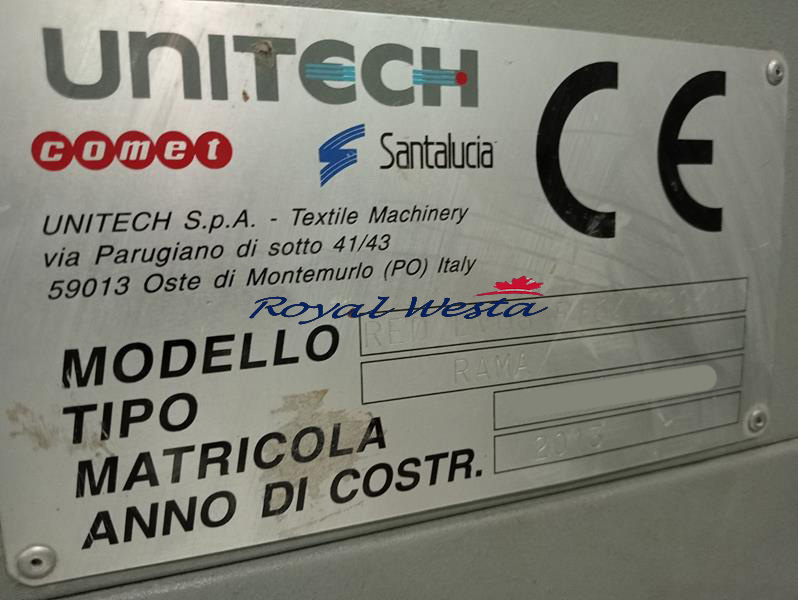 UNITECH
comet
Santalucia
CE
UNITECH S.p.A. - Textile Machinery
via Parugiano di sotto 41/43
59013 Oste di Montemurlo (PO) Italy
Royal Westa
MODELLO
TIPO RAMA
MATRICOLA
ANNO DI COSTR. 2013